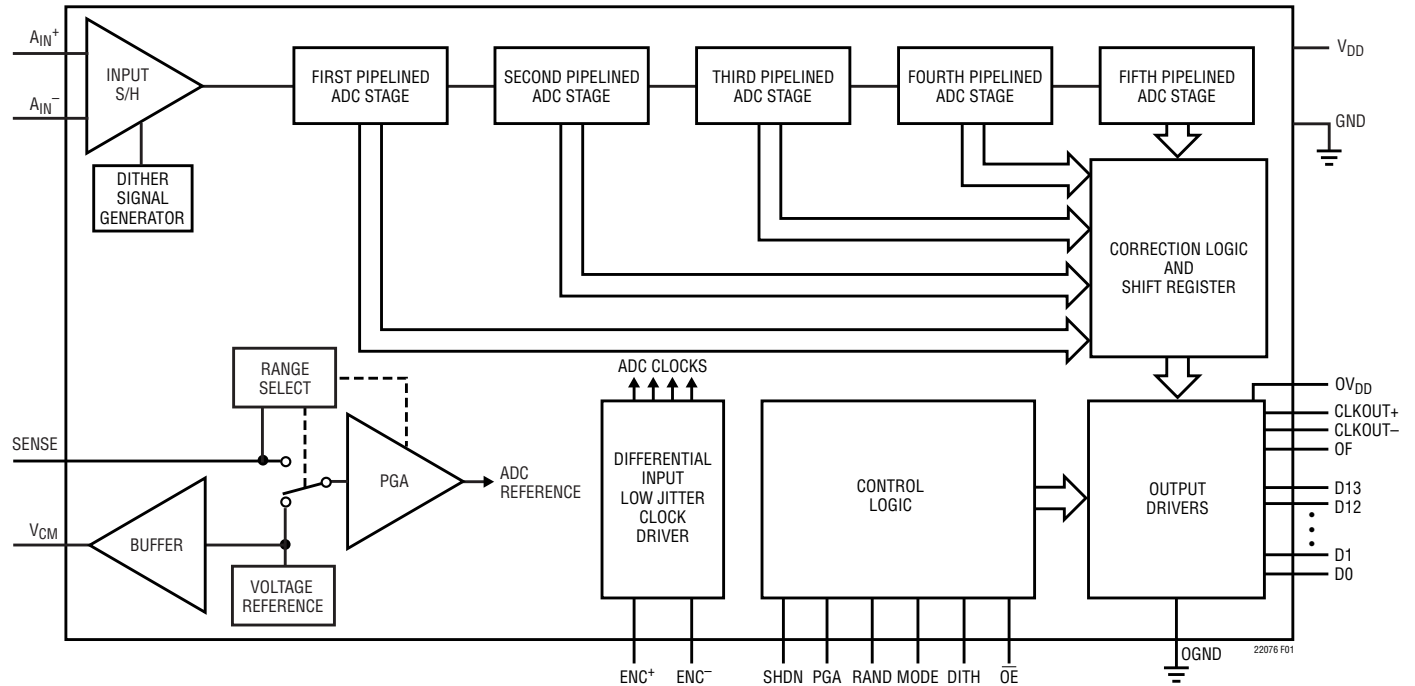 AIN+
AIN−
INPUT
S/H
DITHER
SIGNAL
GENERATOR
FIRST PIPELINED
ADC STAGE
SECOND PIPELINED
ADC STAGE
THIRD PIPELINED
ADC STAGE
FOURTH PIPELINED
ADC STAGE
FIFTH PIPELINED
ADC STAGE
VDD
GND
CORRECTION LOGIC
AND
SHIFT REGISTER
RANGE
SELECT
SENSE
PGA
ADC
REFERENCE
VCM
BUFFER
VOLTAGE
REFERENCE
ADC CLOCKS
DIFFERENTIAL
INPUT
LOW JITTER
CLOCK
DRIVER
ENC+
ENC−
CONTROL
LOGIC
SHDN
PGA
RAND
MODE
DITH
O̅E̅
OUTPUT
DRIVERS
OVDD
CLKOUT+
CLKOUT−
OF
D13
D12
D1
D0
OGND
22076 F01